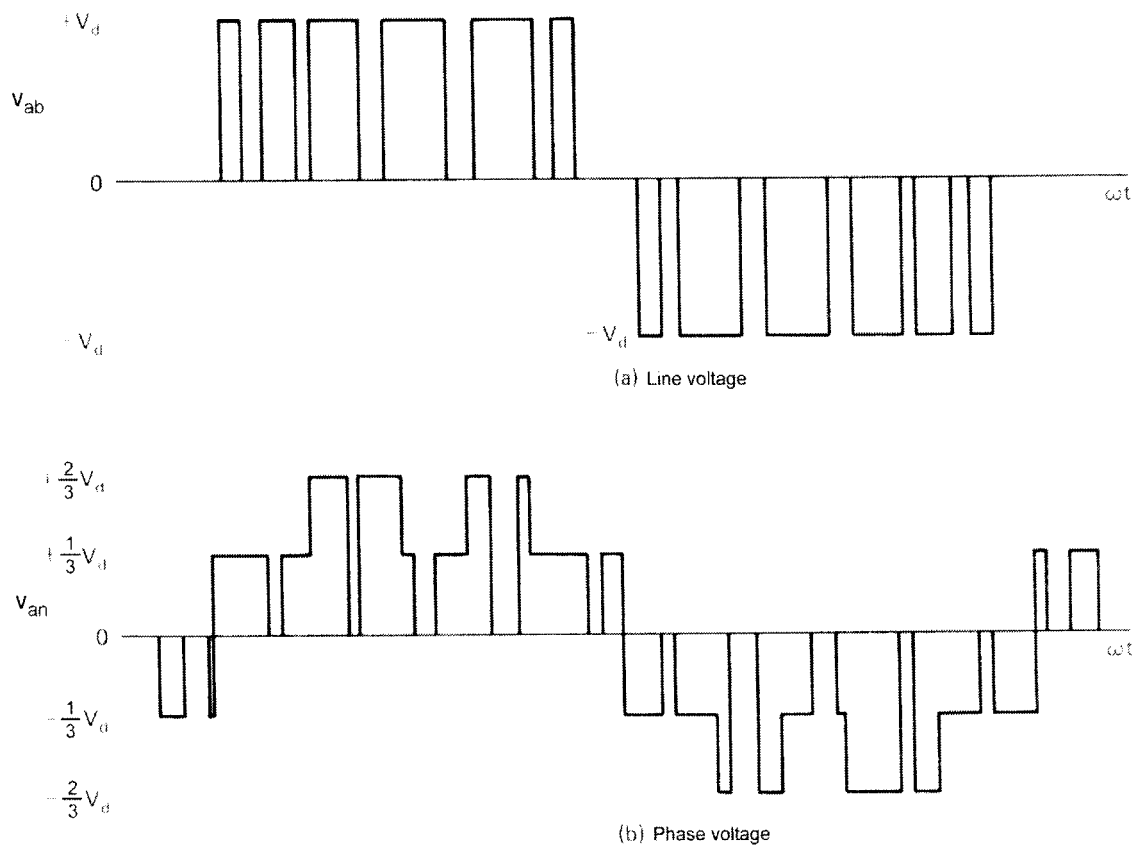 +V_d
v_ab
0
ωt
- V_d
- V_d
(a) Line voltage
+ 2/3 V_d
+ 1/3 V_d
v_an
0
ωt
- 1/3 V_d
- 2/3 V_d
(b) Phase voltage